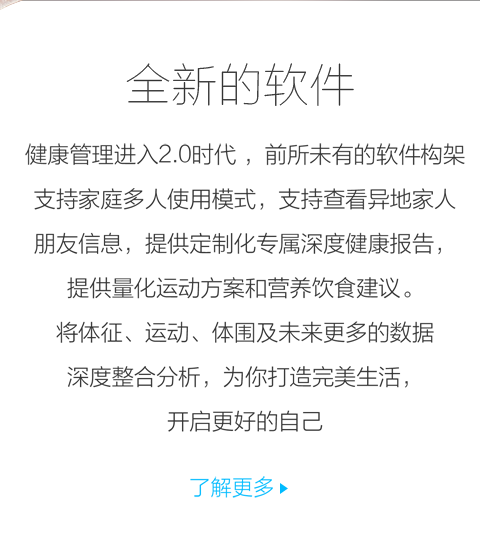 全新的软件
健康管理进入2.0时代 ，前所未有的软件构架
支持家庭多人使用模式，支持查看异地家人
朋友信息，提供定制化专属深度健康报告，
提供量化运动方案和营养饮食建议。
将体征、运动、体围及未来更多的数据
深度整合分析，为你打造完美生活，
开启更好的自己
了解更多